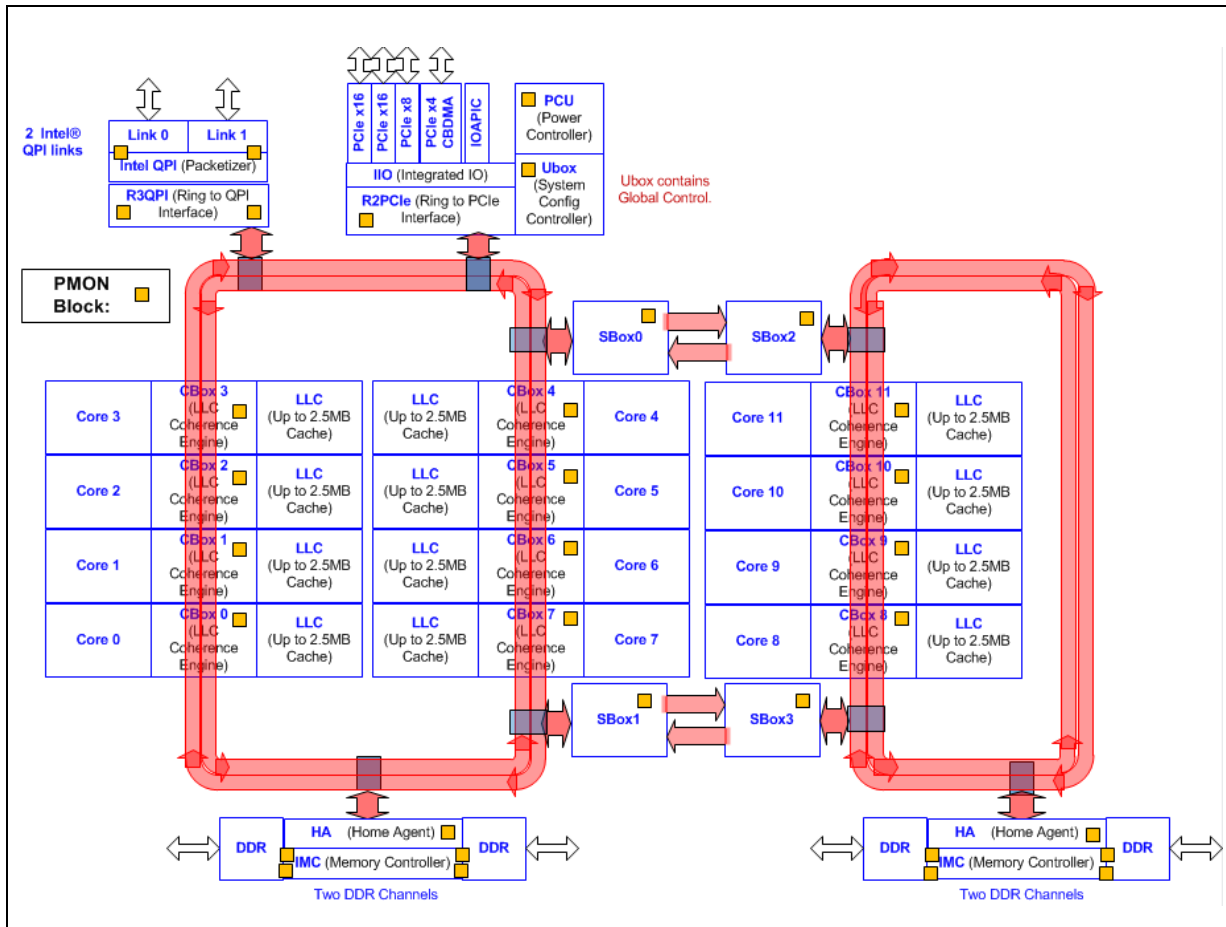 2 Intel®
QPI links
Link 0
Link 1
Intel QPI (Packetizer)
R3QPI (Ring to QPI
Interface)
PCIe x16
PCIe x16
PCIe x8
PCIe x4
CBDMA
IOAPIC
IIO (Integrated IO)
R2PCIe (Ring to PCIe
Interface)
PCU
(Power
Controller)
Ubox
(System
Config
Controller)
Ubox contains
Global Control.
PMON
Block:
SBox0
SBox2
Core 3
CBox 3
(LLC
Coherence
Engine)
LLC
(Up to 2.5MB
Cache)
LLC
(Up to 2.5MB
Cache)
CBox 4
(LLC
Coherence
Engine)
Core 4
Core 11
CBox 11
(LLC
Coherence
Engine)
LLC
(Up to 2.5MB
Cache)
Core 2
CBox 2
(LLC
Coherence
Engine)
LLC
(Up to 2.5MB
Cache)
LLC
(Up to 2.5MB
Cache)
CBox 5
(LLC
Coherence
Engine)
Core 5
Core 10
CBox 10
(LLC
Coherence
Engine)
LLC
(Up to 2.5MB
Cache)
Core 1
CBox 1
(LLC
Coherence
Engine)
LLC
(Up to 2.5MB
Cache)
LLC
(Up to 2.5MB
Cache)
CBox 6
(LLC
Coherence
Engine)
Core 6
Core 9
CBox 9
(LLC
Coherence
Engine)
LLC
(Up to 2.5MB
Cache)
Core 0
CBox 0
(LLC
Coherence
Engine)
LLC
(Up to 2.5MB
Cache)
LLC
(Up to 2.5MB
Cache)
CBox 7
(LLC
Coherence
Engine)
Core 7
Core 8
CBox 8
(LLC
Coherence
Engine)
LLC
(Up to 2.5MB
Cache)
SBox1
SBox3
DDR
HA (Home Agent)
IMC (Memory Controller)
DDR
Two DDR Channels
DDR
HA (Home Agent)
IMC (Memory Controller)
DDR
Two DDR Channels